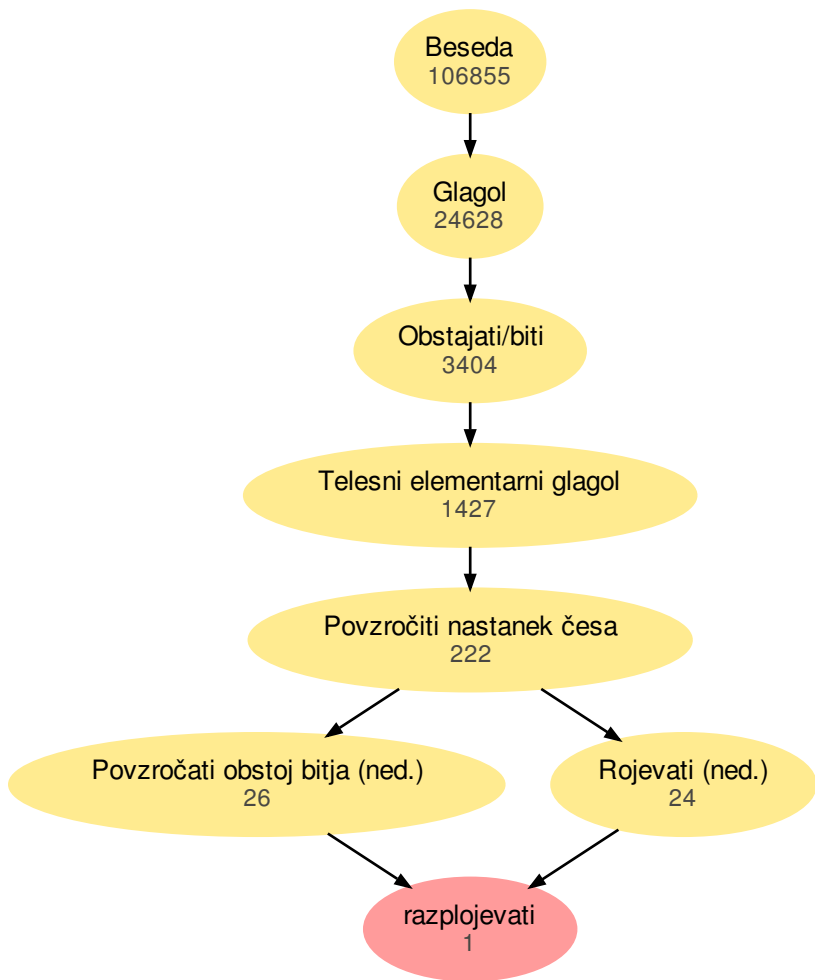 Beseda
106855
Glagol
24628
Obstajati/biti
3404
Telesni elementarni glagol
1427
Povzročiti nastanek česa
222
Povzročati obstoj bitja (ned.)
26
Rojevati (ned.)
24
razplojevati
1